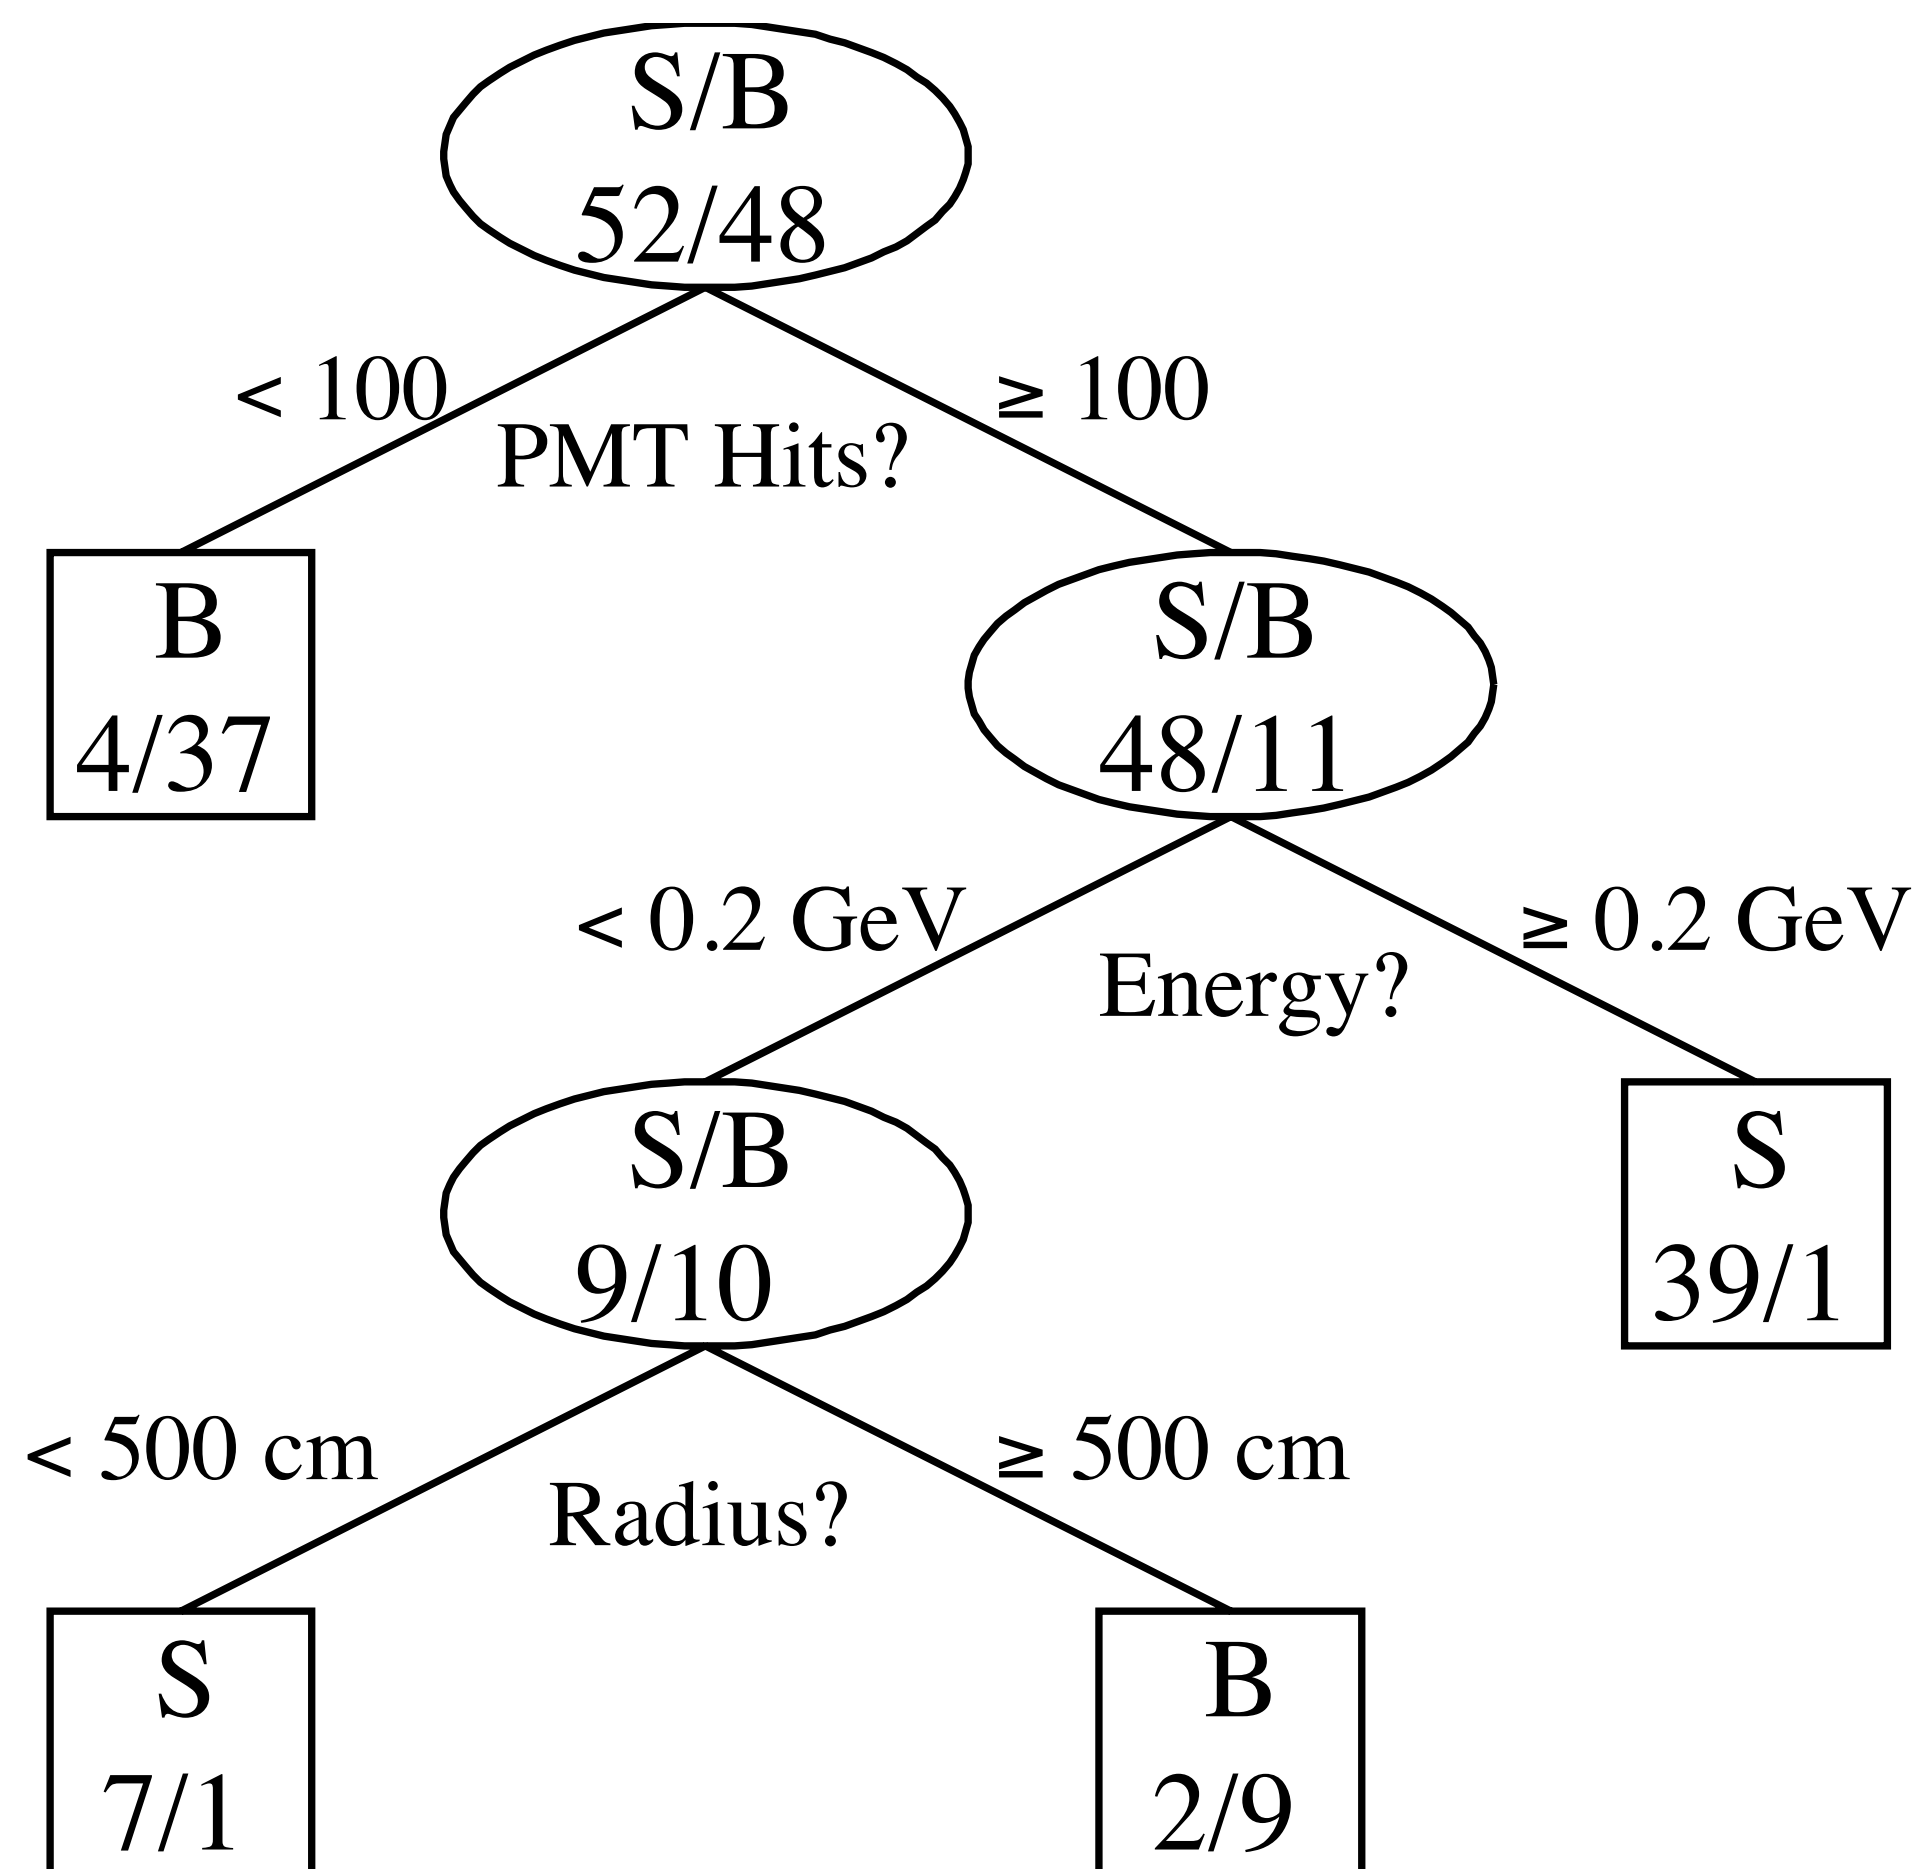 S/B
52/48
< 100
≥ 100
PMT Hits?
B
4/37
S/B
48/11
< 0.2 GeV
≥ 0.2 GeV
Energy?
S/B
9/10
S
39/1
< 500 cm
≥ 500 cm
Radius?
S
7/1
B
2/9